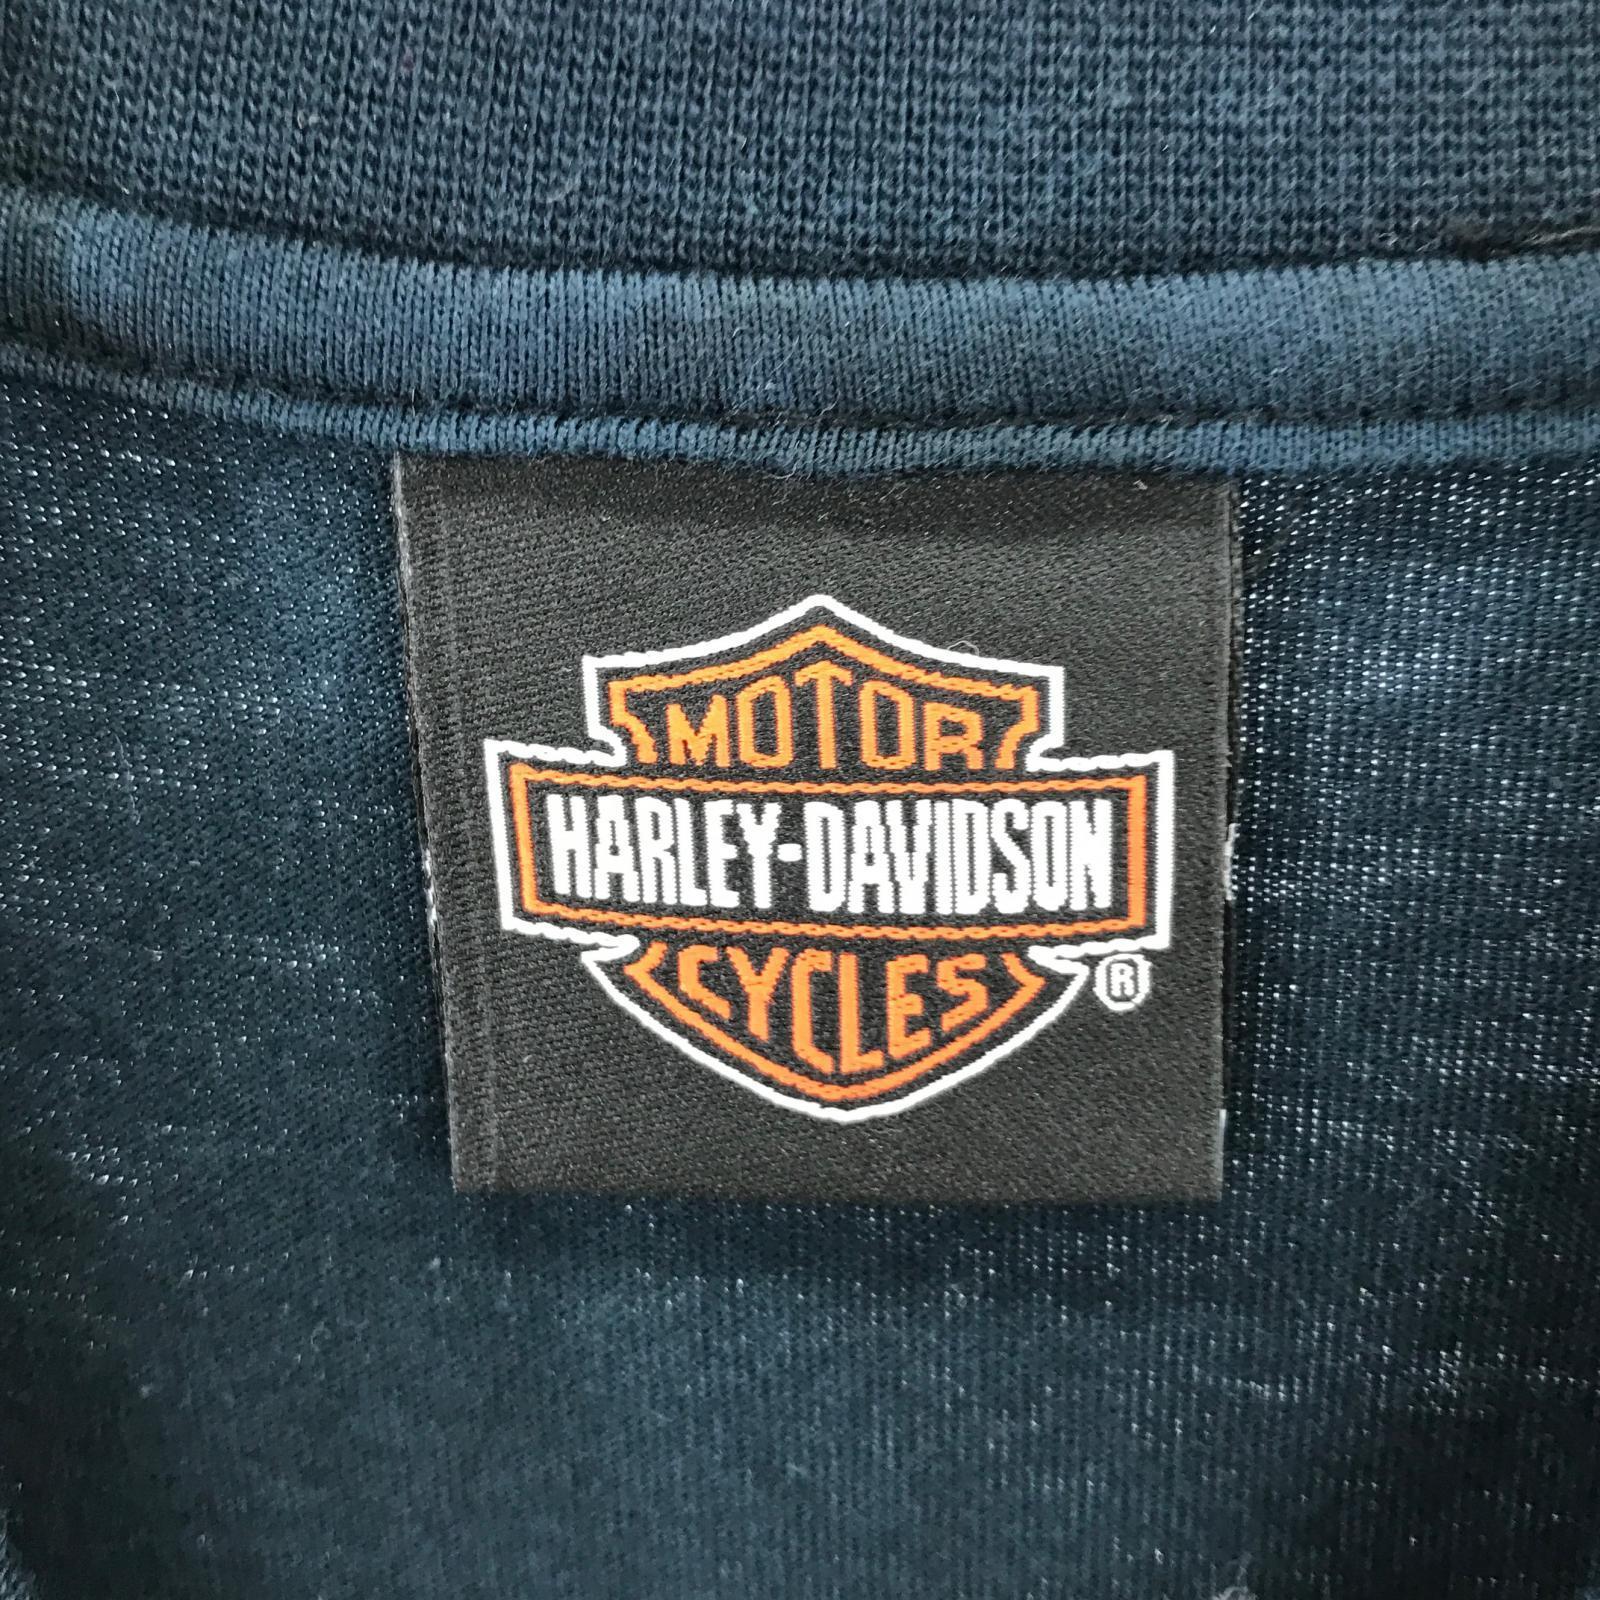 MOTOR
HARLEY-DAVIDSON
CYCLES
®